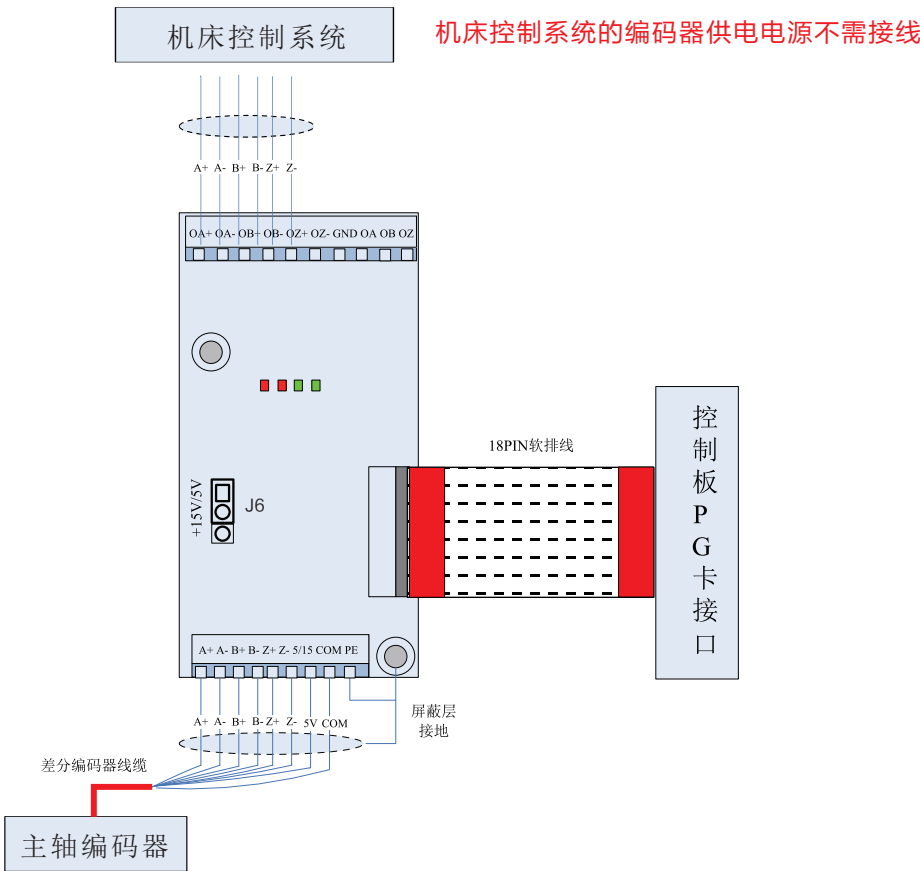 机床控制系统
机床控制系统的编码器供电电源不需接线
A+ A- B+ B- Z+ Z-
OA+ OA- OB+ OB- OZ+ OZ- GND OA OB OZ
18PIN软排线
控制板PG卡接口
+15V/5V
J6
A+ A- B+ B- Z+ Z- 5/15 COM PE
A+ A- B+ B- Z+ Z- 5V COM
屏蔽层
接地
差分编码器线缆
主轴编码器